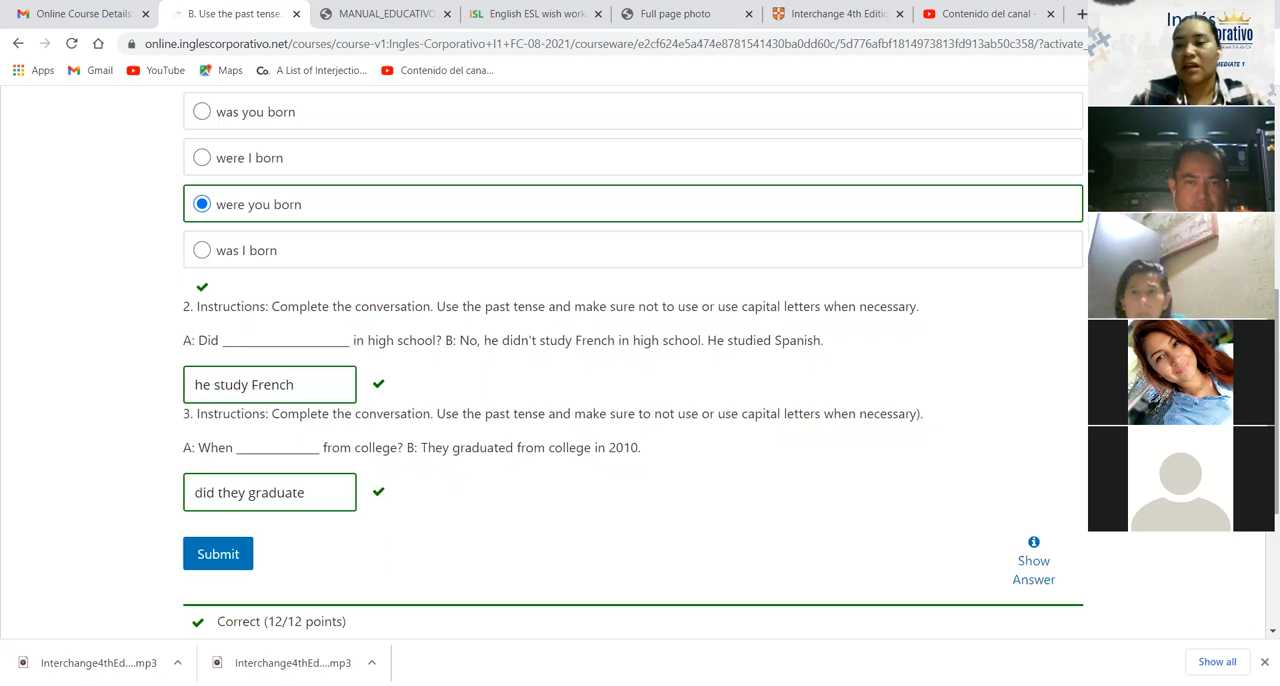 Online Course Details:
B. Use the past tense.
MANUAL_EDUCATIVO
iSL English ESL wish work
Full page photo
Interchange 4th Editi
Contenido del canal -
online.inglescorporativo.net/courses/course-v1:Ingles-Corporativo+I1+FC-08-2021/courseware/e2cf624e5a474e8781541430ba0dd60c/5d776afbf1814973813fd913ab50c358/?activate_
Apps
Gmail
YouTube
Maps
Co. A List of Interjectio...
Contenido del cana...
Inglés
orativo
MEDIATE 1
was you born
were I born
were you born
was I born
2. Instructions: Complete the conversation. Use the past tense and make sure not to use or use capital letters when necessary.
A: Did ____________________ in high school? B: No, he didn't study French in high school. He studied Spanish.
he study French
3. Instructions: Complete the conversation. Use the past tense and make sure to not use or use capital letters when necessary).
A: When _____________ from college? B: They graduated from college in 2010.
did they graduate
Submit
Show
Answer
Correct (12/12 points)
Interchange4thEd....mp3
Interchange4thEd....mp3
Show all